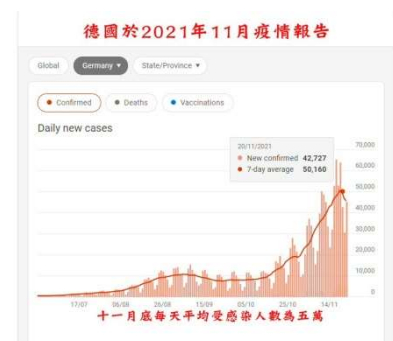 德國於2021年11月疫情報告
Global Germany ▾ State/Province ▾
Confirmed Deaths Vaccinations
Daily new cases
20/11/2021
New confirmed 42,727
7-day average 50,160
70,000
60,000
50,000
40,000
30,000
20,000
10,000
0
17/07 06/08 26/08 15/09 05/10 25/10 14/11
十一月底每天平均受感染人數為五萬